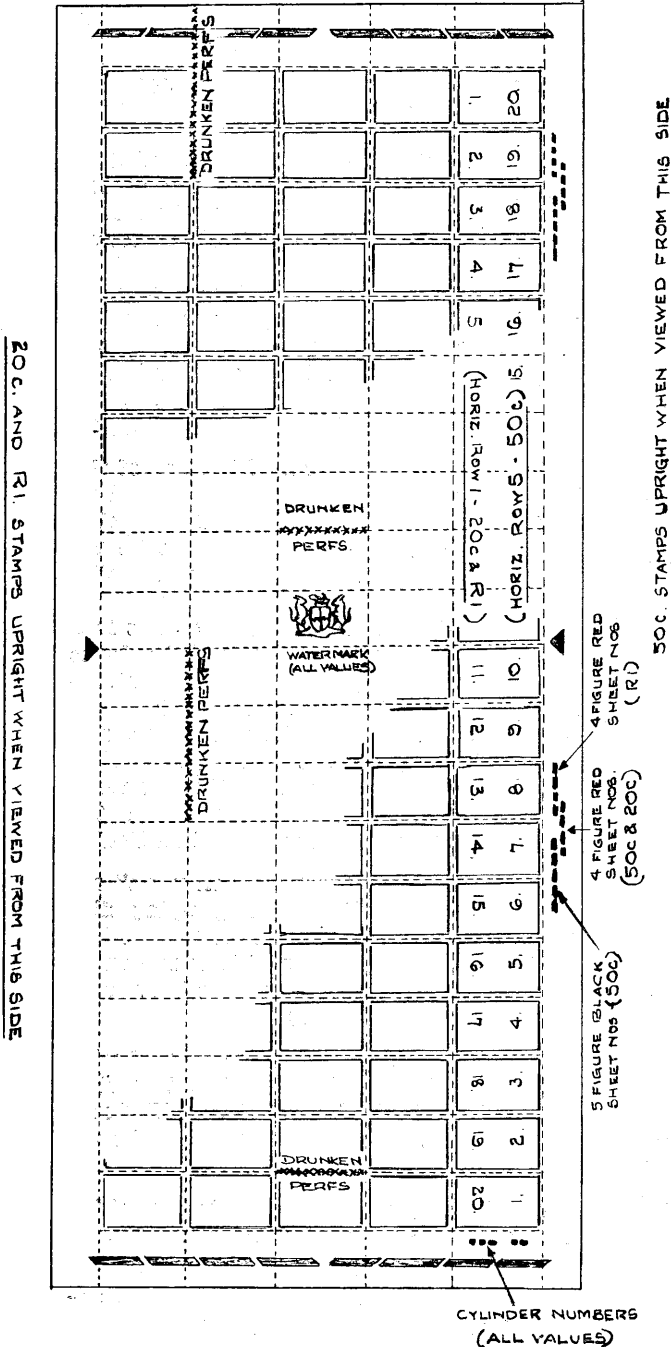 50C. STAMPS UPRIGHT WHEN VIEWED FROM THIS SIDE
DRUNKEN PERFS
20 19 18 17 16 15.
1. 2. 3. 4. 5
(HORIZ. ROW 5 - 50c)
(HORIZ. ROW 1 - 20c & R1)
DRUNKEN
PERFS.
WATERMARK
(ALL VALUES)
DRUNKEN PERFS
10 9 8 7. 6 5. 4. 3 2 1.
11. 12 13. 14. 15 16 17 18. 19 20.
4 FIGURE RED
SHEET NOS
(R1)
4 FIGURE RED
SHEET NOS.
(50c & 20c)
5 FIGURE BLACK
SHEET NOS (50c)
DRUNKEN
PERFS
CYLINDER NUMBERS
(ALL VALUES)
20C. AND R1. STAMPS UPRIGHT WHEN VIEWED FROM THIS SIDE